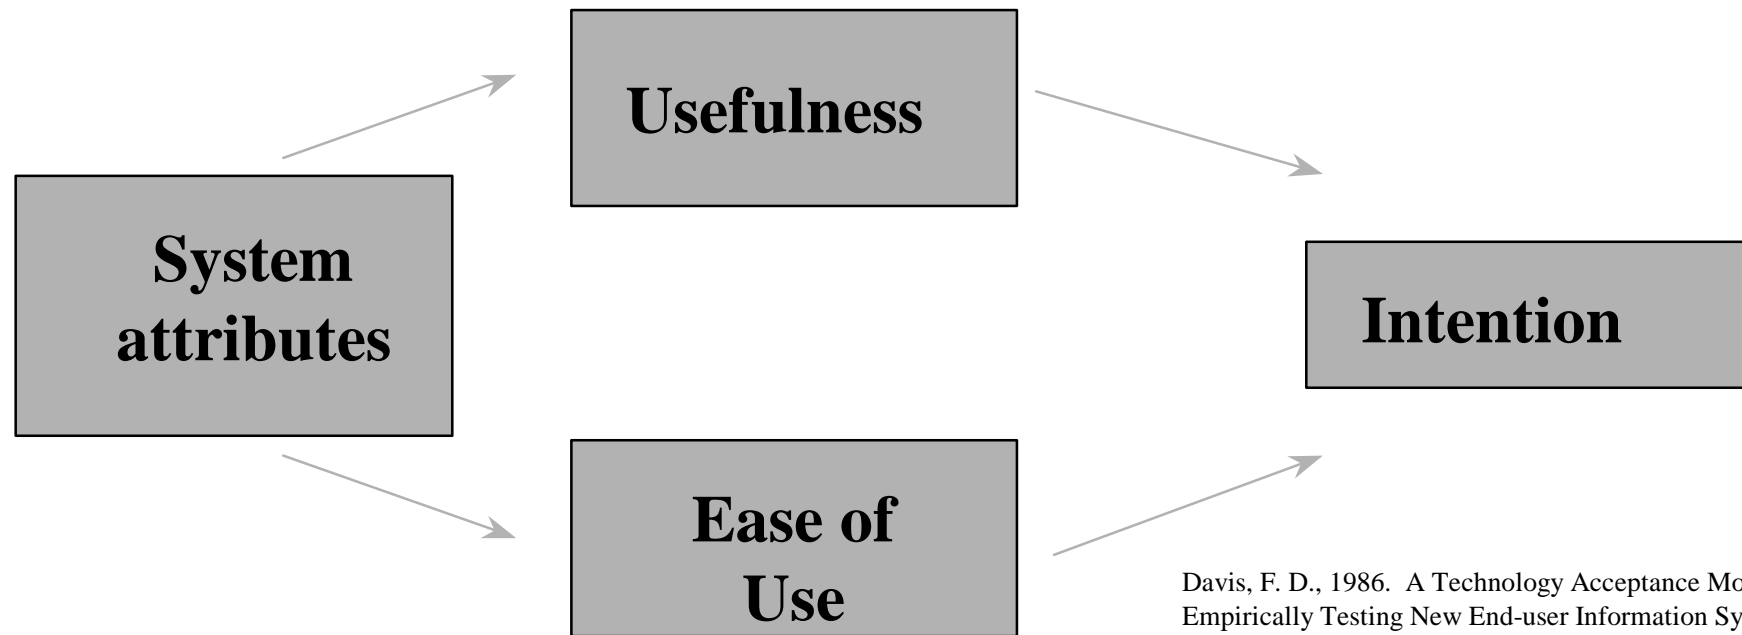 Usefulness
System
attributes
Intention
Ease of
Use
Davis, F. D., 1986.  A Technology Acceptance Mo
Empirically Testing New End-user Information Sy